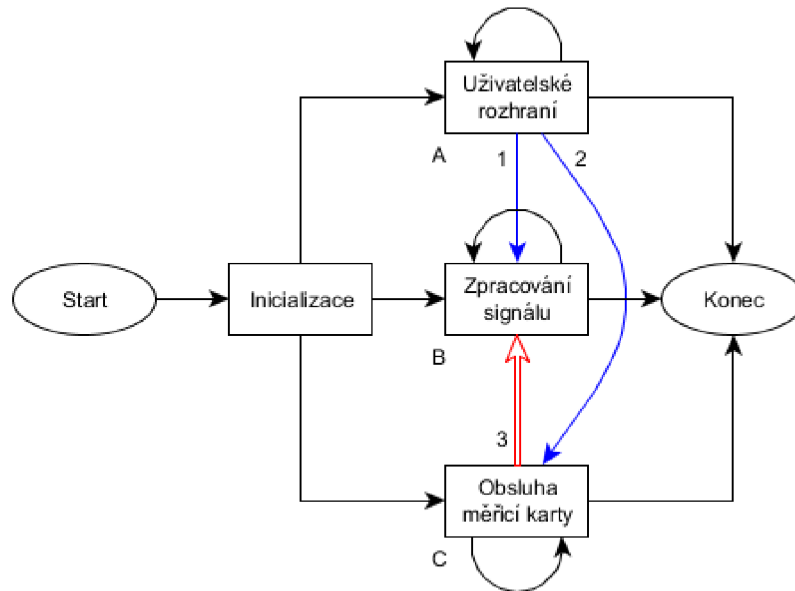 Uživatelské
rozhraní
A
1
2
Start
Inicializace
Zpracování
signálu
Konec
B
3
Obsluha
měřicí karty
C